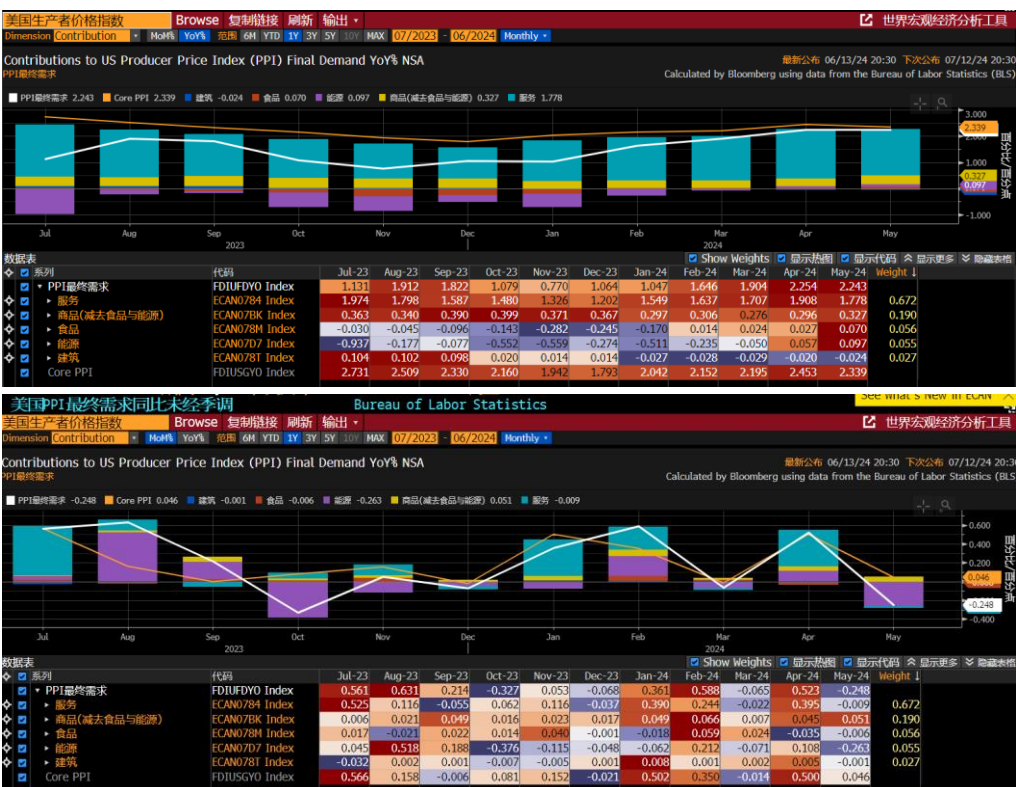 美国生产者价格指数 Browse 复制链接 刷新 输出 世界宏观经济分析工具
Dimension Contribution MoM% YoY% 范围 6M YTD 1Y 3Y 5Y 10Y MAX 07/2023 - 06/2024 Monthly
Contributions to US Producer Price Index (PPI) Final Demand YoY% NSA 最新公布 06/13/24 20:30 下次公布 07/12/24 20:30
PPI最终需求 Calculated by Bloomberg using data from the Bureau of Labor Statistics (BLS)
PPI最终需求 2.243 Core PPI 2.339 建筑 -0.024 食品 0.070 能源 0.097 商品(减去食品与能源) 0.327 服务 1.778
3.000
2.339
2.000
1.000
0.327
0.097
-1.000
百分比/百分点
Jul Aug Sep Oct Nov Dec Jan Feb Mar Apr May
2023 2024
数据表 Show Weights 显示热图 显示代码 显示更多 隐藏表格
系列 代码 Jul-23 Aug-23 Sep-23 Oct-23 Nov-23 Dec-23 Jan-24 Feb-24 Mar-24 Apr-24 May-24 Weight
PPI最终需求 FDIUFDYO Index 1.131 1.912 1.822 1.079 0.770 1.064 1.047 1.646 1.904 2.254 2.243
服务 ECAN0784 Index 1.974 1.798 1.587 1.480 1.326 1.202 1.549 1.637 1.707 1.908 1.778 0.672
商品(减去食品与能源) ECAN07BK Index 0.363 0.340 0.390 0.399 0.371 0.367 0.297 0.306 0.276 0.296 0.327 0.190
食品 ECAN078M Index -0.030 -0.045 -0.096 -0.143 -0.282 -0.245 -0.170 0.014 0.024 0.027 0.070 0.056
能源 ECAN07D7 Index -0.937 -0.177 -0.077 -0.552 -0.559 -0.274 -0.511 -0.235 -0.050 0.057 0.097 0.055
建筑 ECAN078T Index 0.104 0.102 0.098 0.020 0.014 0.014 -0.027 -0.028 -0.029 -0.020 -0.024 0.027
Core PPI FDIUSGYO Index 2.731 2.509 2.330 2.160 1.942 1.793 2.042 2.152 2.195 2.453 2.339
美国PPI最终需求同比未经季调 Bureau of Labor Statistics See What's New in ECAN
美国生产者价格指数 Browse 复制链接 刷新 输出 世界宏观经济分析工具
Dimension Contribution MoM% YoY% 范围 6M YTD 1Y 3Y 5Y 10Y MAX 07/2023 - 06/2024 Monthly
Contributions to US Producer Price Index (PPI) Final Demand YoY% NSA 最新公布 06/13/24 20:30 下次公布 07/12/24 20:3
PPI最终需求 Calculated by Bloomberg using data from the Bureau of Labor Statistics (BLS
PPI最终需求 -0.248 Core PPI 0.046 建筑 -0.001 食品 -0.006 能源 -0.263 商品(减去食品与能源) 0.051 服务 -0.009
0.600
0.400
0.200
0.046
-0.248
-0.400
百分比/百分点
Jul Aug Sep Oct Nov Dec Jan Feb Mar Apr May
2023 2024
数据表 Show Weights 显示热图 显示代码 显示更多 隐藏表格
系列 代码 Jul-23 Aug-23 Sep-23 Oct-23 Nov-23 Dec-23 Jan-24 Feb-24 Mar-24 Apr-24 May-24 Weight
PPI最终需求 FDIUFDYO Index 0.561 0.631 0.214 -0.327 0.053 -0.068 0.361 0.588 -0.065 0.523 -0.248
服务 ECAN0784 Index 0.525 0.116 -0.055 0.062 0.116 -0.037 0.390 0.244 -0.022 0.395 -0.009 0.672
商品(减去食品与能源) ECAN07BK Index 0.006 0.021 0.049 0.016 0.023 0.017 0.049 0.066 0.007 0.045 0.051 0.190
食品 ECAN078M Index 0.017 -0.021 0.022 0.014 0.040 -0.001 -0.018 0.059 0.024 -0.035 -0.006 0.056
能源 ECAN07D7 Index 0.045 0.518 0.188 -0.376 -0.115 -0.048 -0.062 0.212 -0.071 0.108 -0.263 0.055
建筑 ECAN078T Index -0.032 0.002 0.001 -0.007 -0.005 0.001 0.008 0.001 0.002 0.005 -0.001 0.027
Core PPI FDIUSGYO Index 0.566 0.158 -0.006 0.081 0.152 -0.021 0.502 0.350 -0.014 0.500 0.046